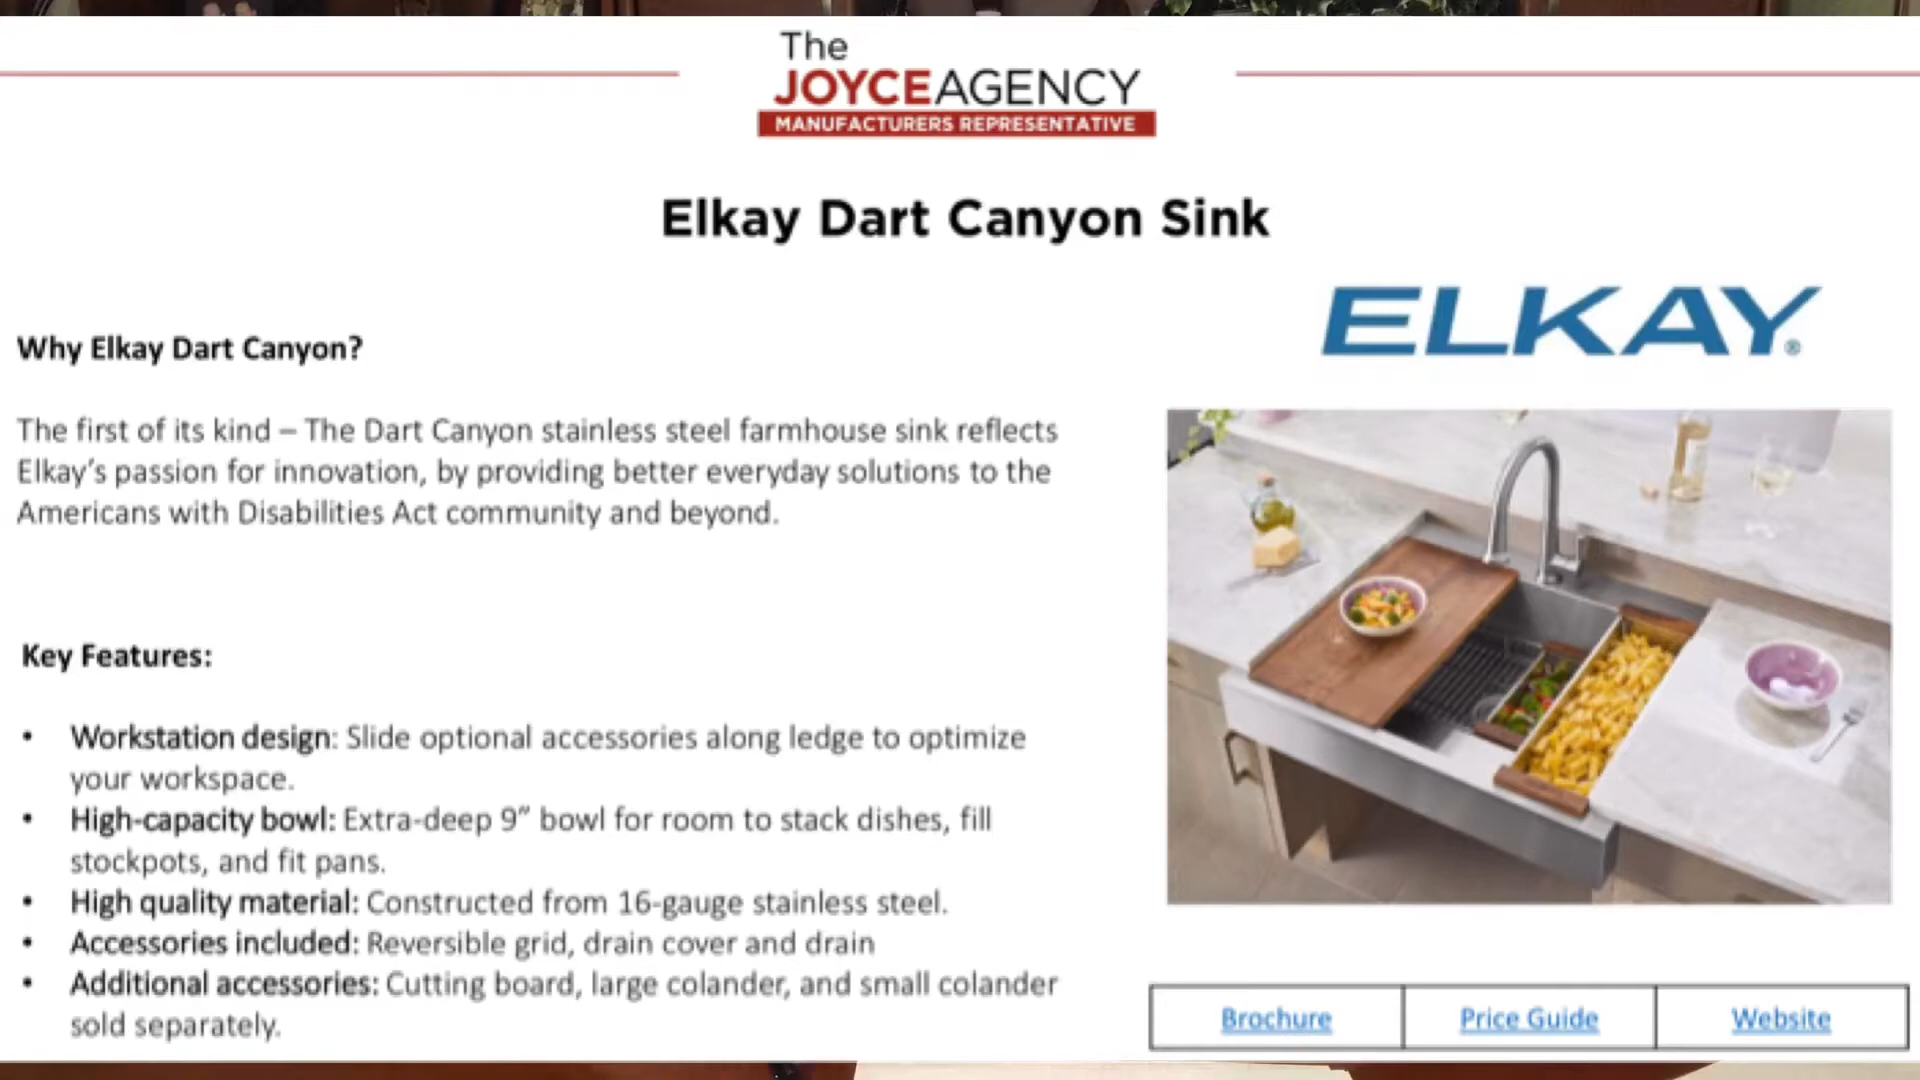 The
JOYCEAGENCY
MANUFACTURERS REPRESENTATIVE
Elkay Dart Canyon Sink
ELKAY®
Why Elkay Dart Canyon?
The first of its kind – The Dart Canyon stainless steel farmhouse sink reflects
Elkay’s passion for innovation, by providing better everyday solutions to the
Americans with Disabilities Act community and beyond.
Key Features:
• Workstation design: Slide optional accessories along ledge to optimize
your workspace.
• High-capacity bowl: Extra-deep 9” bowl for room to stack dishes, fill
stockpots, and fit pans.
• High quality material: Constructed from 16-gauge stainless steel.
• Accessories included: Reversible grid, drain cover and drain
• Additional accessories: Cutting board, large colander, and small colander
sold separately.
Brochure
Price Guide
Website